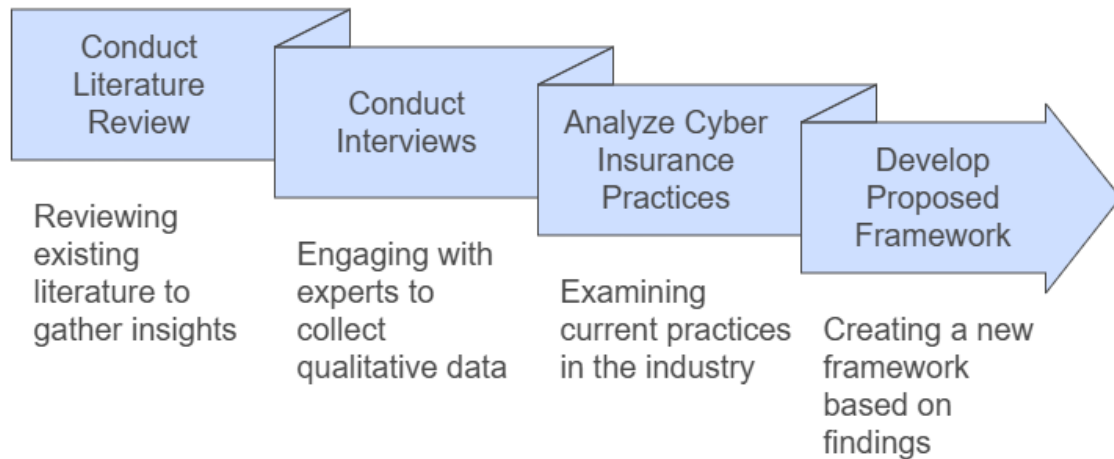 Conduct
Literature
Review
Reviewing
existing
literature to
gather insights
Conduct
Interviews
Engaging with
experts to
collect
qualitative data
Analyze Cyber
Insurance
Practices
Examining
current practices
in the industry
Develop
Proposed
Framework
Creating a new
framework
based on
findings